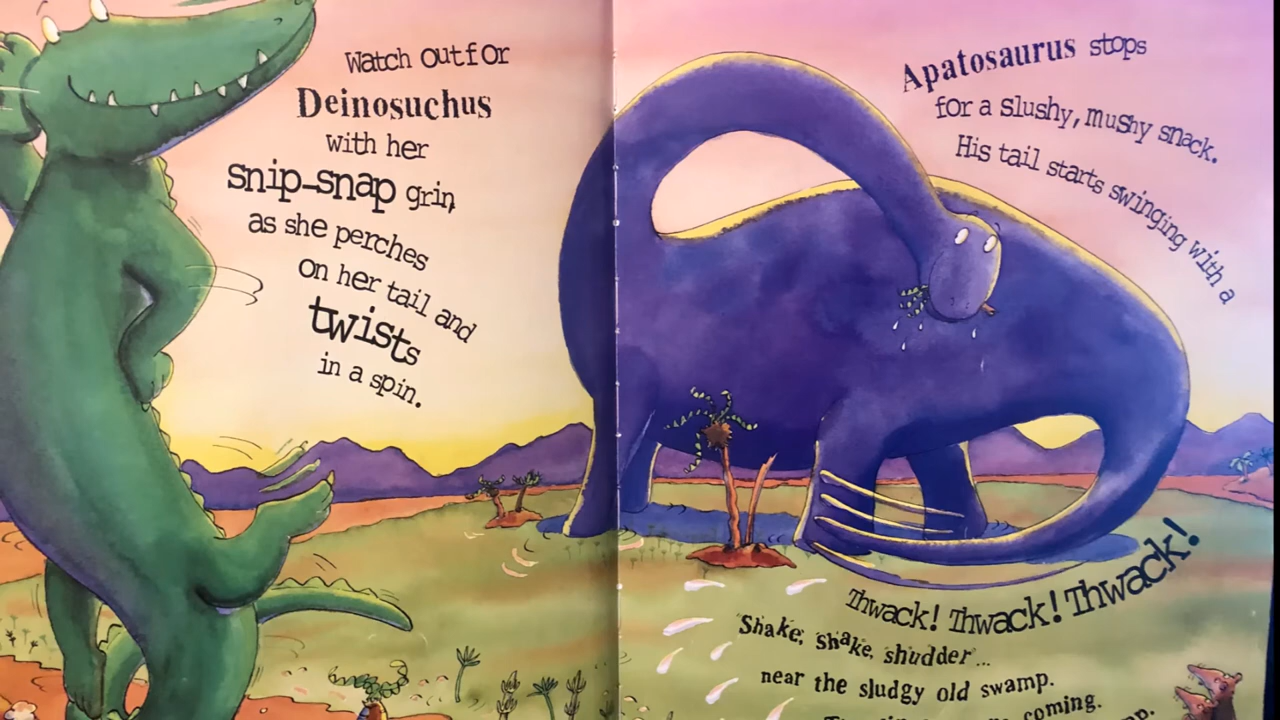 Watch out for
Deinosuchus
with her
snip-snap grin,
as she perches
on her tail and
twists
in a spin.
Apatosaurus stops
for a slushy, mushy snack.
His tail starts swinging with a
Thwack! Thwack! Thwack!
"Shake, shake, shudder...
near the sludgy old swamp.
coming.